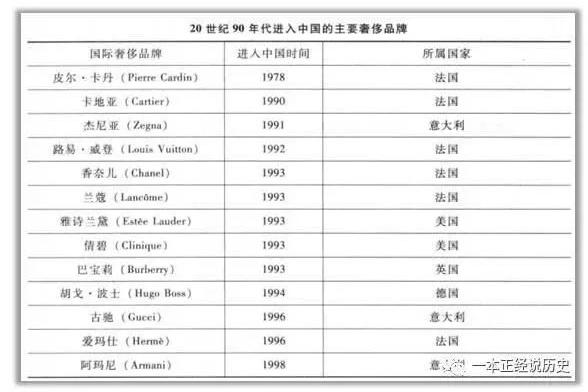 20 世纪 90 年代进入中国的主要奢侈品牌
国际奢侈品牌 进入中国时间 所属国家
皮尔·卡丹 (Pierre Cardin) 1978 法国
卡地亚 (Cartier) 1990 法国
杰尼亚 (Zegna) 1991 意大利
路易·威登 (Louis Vuitton) 1992 法国
香奈儿 (Chanel) 1993 法国
兰蔻 (Lancôme) 1993 法国
雅诗兰黛 (Estēe Lauder) 1993 美国
倩碧 (Clinique) 1993 美国
巴宝莉 (Burberry) 1993 英国
胡戈·波士 (Hugo Boss) 1994 德国
古驰 (Gucci) 1996 意大利
爱玛仕 (Hermè) 1996 法国
阿玛尼 (Armani) 1998 意
一本正经说历史